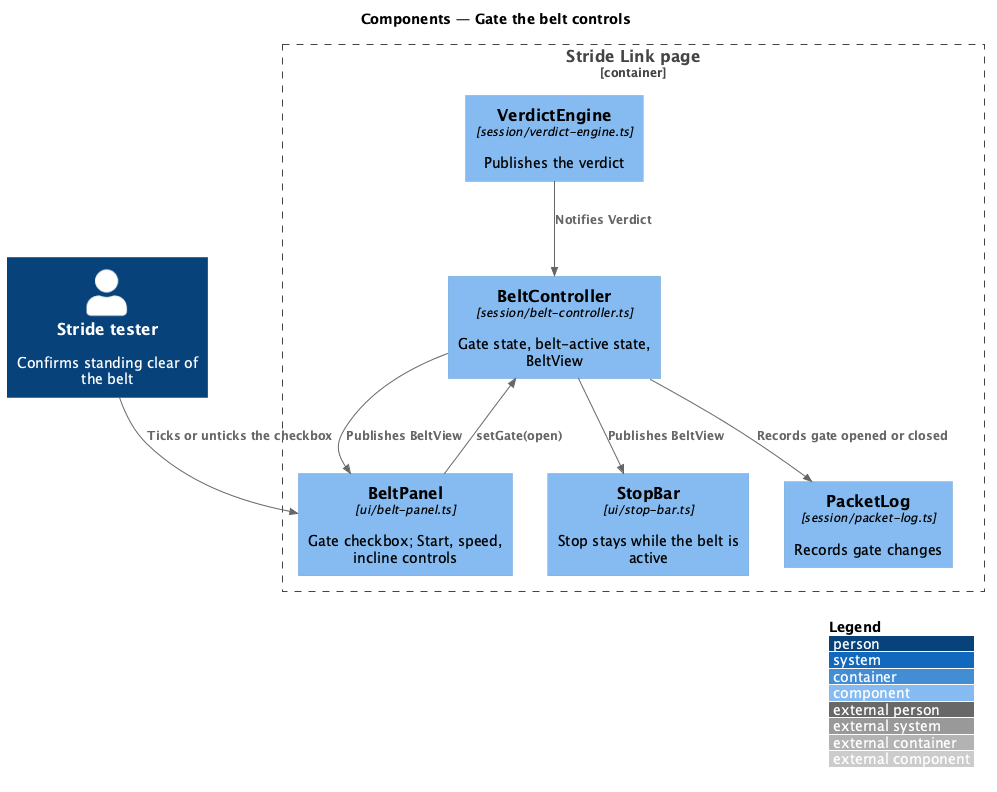 Components — Gate the belt controls
Stride Link page
[container]
VerdictEngine
[session/verdict-engine.ts]
Publishes the verdict
Notifies Verdict
Stride tester
Confirms standing clear of
the belt
BeltController
[session/belt-controller.ts]
Gate state, belt-active state,
BeltView
Ticks or unticks the checkbox
Publishes BeltView
setGate(open)
Publishes BeltView
Records gate opened or closed
BeltPanel
[ui/belt-panel.ts]
Gate checkbox; Start, speed,
incline controls
StopBar
[ui/stop-bar.ts]
Stop stays while the belt is
active
PacketLog
[session/packet-log.ts]
Records gate changes
Legend
person
system
container
component
external person
external system
external container
external component